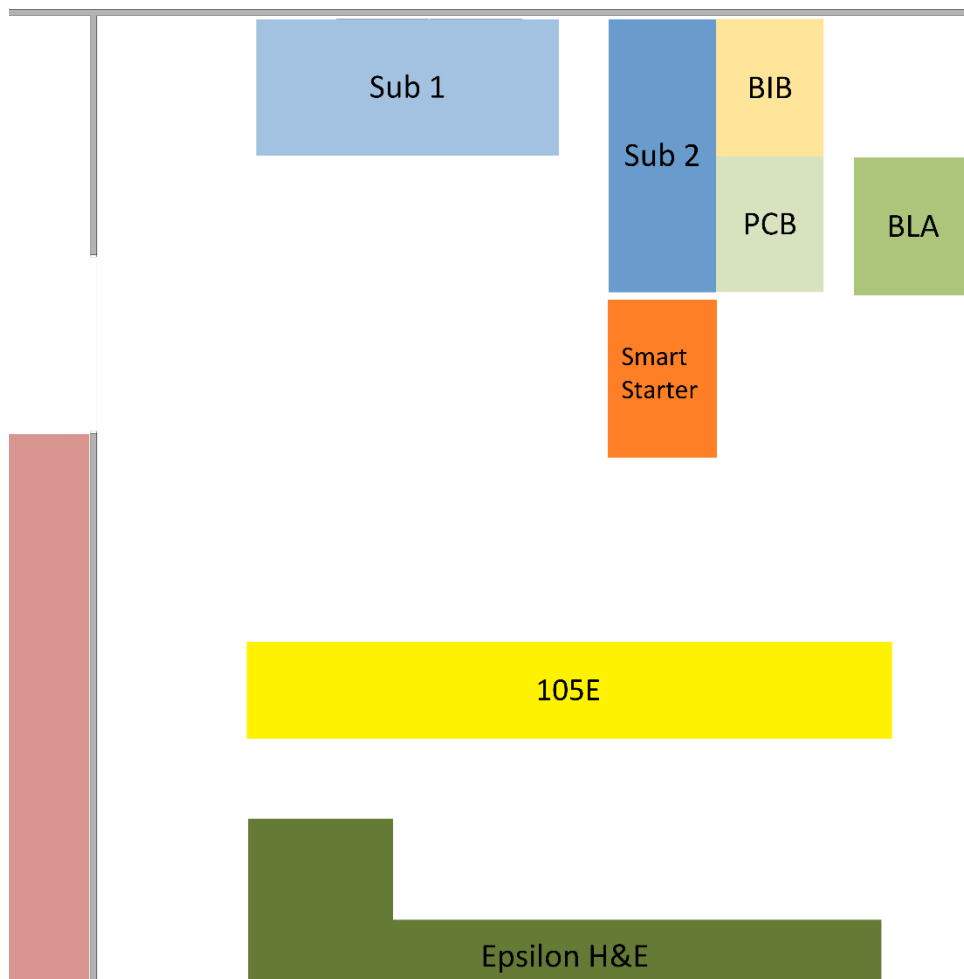 Sub 1
BIB
Sub 2
PCB
BLA
Smart
Starter
105E
Epsilon H&E